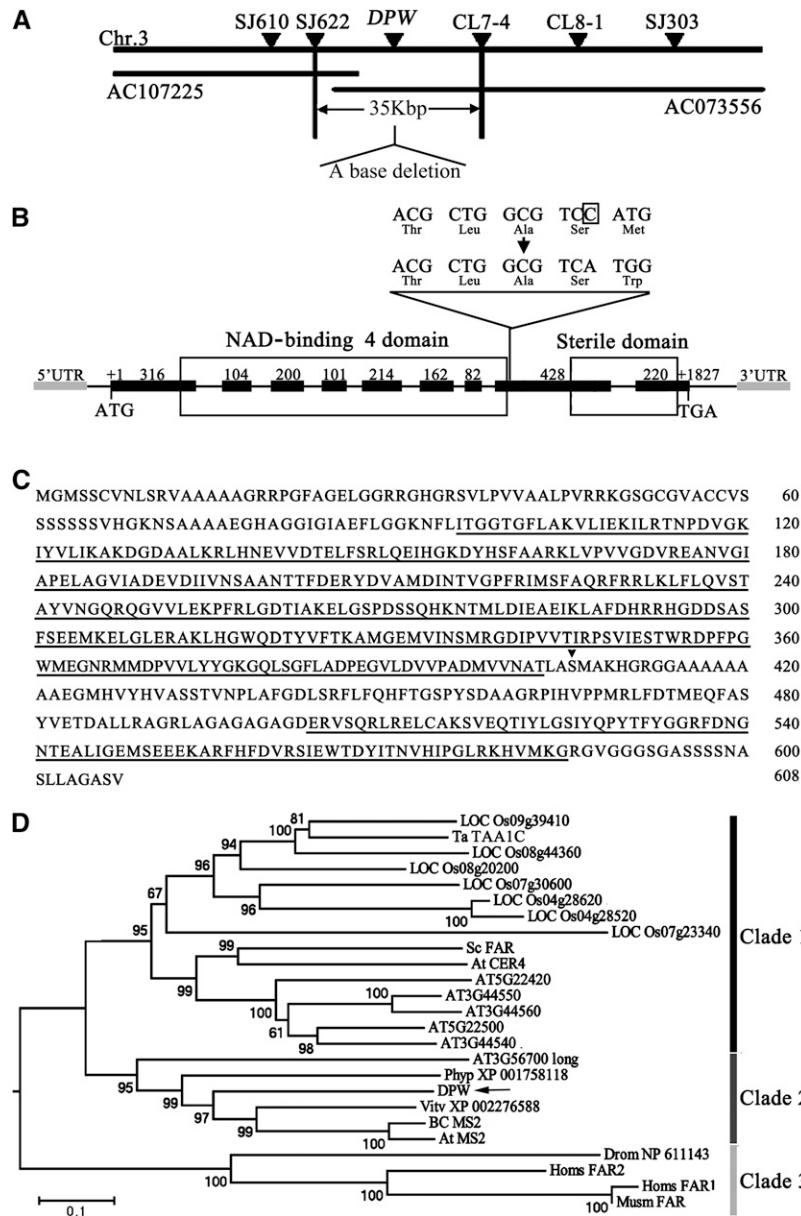 A
Chr.3
SJ610 SJ622 DPW CL7-4 CL8-1 SJ303
AC107225
35Kbp
AC073556
A base deletion
B
ACG CTG GCG TCC ATG
Thr Leu Ala Ser Met
ACG CTG GCG TCA TGG
Thr Leu Ala Ser Trp
NAD-binding 4 domain
Sterile domain
5'UTR +1 316 104 200 101 214 162 82 428 220 +1827 3'UTR
ATG
TGA
C
MGMSSCVNLSRVAAAAAGRRPGFAGELGGRRGHGRSVLPVVAALPVRRKGSGCGVACCVS 60
SSSSSSVHGKNSAAAAEGHAGGIGIAEFLGGKNFLITGGTGFLAKVLIEKILRTNPDVGK 120
IYVLIKAKDGDAALKRLHNEVVDTELFSRLQEIHGKDYHSFAARKLVPVVGDVREANVGI 180
APELAGVIADEVDIIVNSAANTTFDERYDVAMDINTVGPFRIMSFAQRFRRLKLFLQVST 240
AYVNGQRQGVVLEKPFRLGDTIAKELGSPDSSQHKNTMLDIEAEIKLAFDHRRHGDDSAS 300
FSEEMKELGLERAKLHGWQDTYVFTKAMGEMVINSMRGDIPVVTIRPSVIESTWRDPFPG 360
WMEGNRMMDPVVLYYGKGQLSGFLADPEGVLDVVPADMVVNATLASMAKHGRGGAAAAAA 420
AAEGMHVYHVASSTVNPLAFGDLSRFLFQHFTGSPYSDAAGRPIHVPPMRLFDTMEQFAS 480
YVETDALLRAGRLAGAGAGAGDERVSQRLRELCAKSVEQTIYLGSIYQPYTFYGGRFDNG 540
NTEALIGEMSEEEKARFHFDVRSIEWTDYITNVHIPGLRKHVMKGRGVGGGSGASSSSNA 600
SLLAGASV 608
D
81 LOC Os09g39410
100 Ta TAA1C
94 LOC Os08g44360
96 LOC Os08g20200
67 LOC Os07g30600
96 LOC Os04g28620
100 LOC Os04g28520
95 LOC Os07g23340
Clade 1
99 Sc FAR
At CER4
99 AT5G22420
100 100 AT3G44550
AT3G44560
61 AT5G22500
98 AT3G44540
AT3G56700 long
95 Phyp XP 001758118
99 DPW
Clade 2
97 Vitv XP 002276588
99 BC MS2
100 At MS2
Drom NP 611143
100 Homs FAR2
Clade 3
100 Homs FAR1
100 Musm FAR
0.1